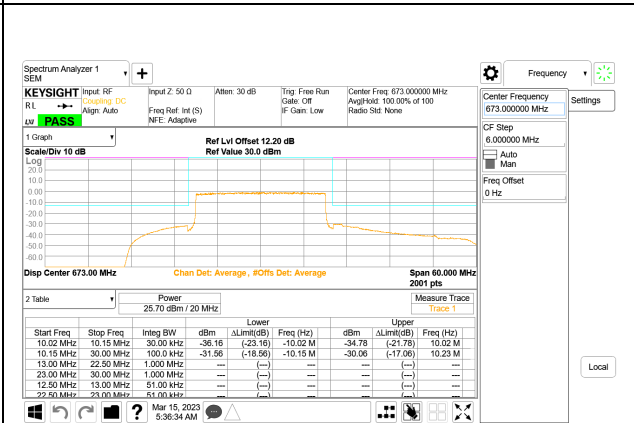 Spectrum Analyzer 1
SEM
Frequency
KEYSIGHT
Input: RF
Coupling: DC
Align: Auto
Input Z: 50 Ω
Freq Ref: Int (S)
NFE: Adaptive
Atten: 30 dB
Trig: Free Run
Gate: Off
IF Gain: Low
Center Freq: 673.000000 MHz
Avg|Hold: 100.00% of 100
Radio Std: None
R L
LXI
PASS
Center Frequency
673.000000 MHz
Settings
CF Step
6.000000 MHz
Auto
Man
Freq Offset
0 Hz
1 Graph
Scale/Div 10 dB
Ref Lvl Offset 12.20 dB
Ref Value 30.0 dBm
Log
20.0
10.0
0.00
-10.0
-20.0
-30.0
-40.0
-50.0
-60.0
Disp Center 673.00 MHz
Chan Det: Average , #Offs Det: Average
Span 60.000 MHz
2001 pts
2 Table
Power
25.70 dBm / 20 MHz
Measure Trace
Trace 1
Lower Upper
Start Freq Stop Freq Integ BW dBm ΔLimit(dB) Freq (Hz) dBm ΔLimit(dB) Freq (Hz)
10.02 MHz 10.15 MHz 30.00 kHz -36.16 (-23.16) -10.02 M -34.78 (-21.78) 10.02 M
10.15 MHz 30.00 MHz 100.0 kHz -31.56 (-18.56) -10.15 M -30.06 (-17.06) 10.23 M
13.00 MHz 22.50 MHz 1.000 MHz --- (---) --- --- (---) ---
23.00 MHz 30.00 MHz 1.000 MHz --- (---) --- --- (---) ---
12.50 MHz 13.00 MHz 51.00 kHz --- (---) --- --- (---) ---
22.50 MHz 23.00 MHz 51.00 kHz --- (---) --- --- (---) ---
Local
?
Mar 15, 2023
5:36:34 AM